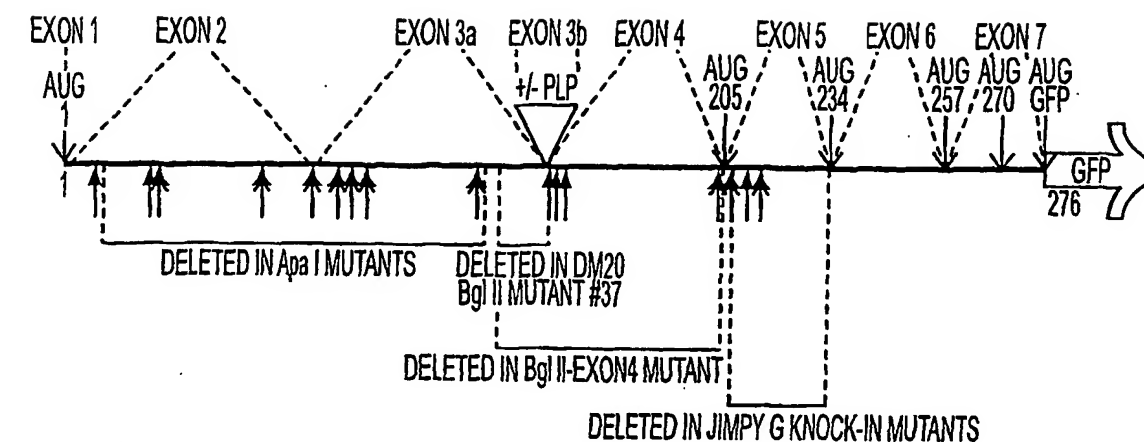 EXON 1
EXON 2
EXON 3a
EXON 3b
EXON 4
EXON 5
EXON 6
EXON 7
AUG
1
+/- PLP
AUG
205
AUG
234
AUG
257
AUG
270
AUG
GFP
1
GFP
276
DELETED IN Apa I MUTANTS
DELETED IN DM20
Bgl II MUTANT #37
DELETED IN Bgl II-EXON4 MUTANT
DELETED IN JIMPY G KNOCK-IN MUTANTS